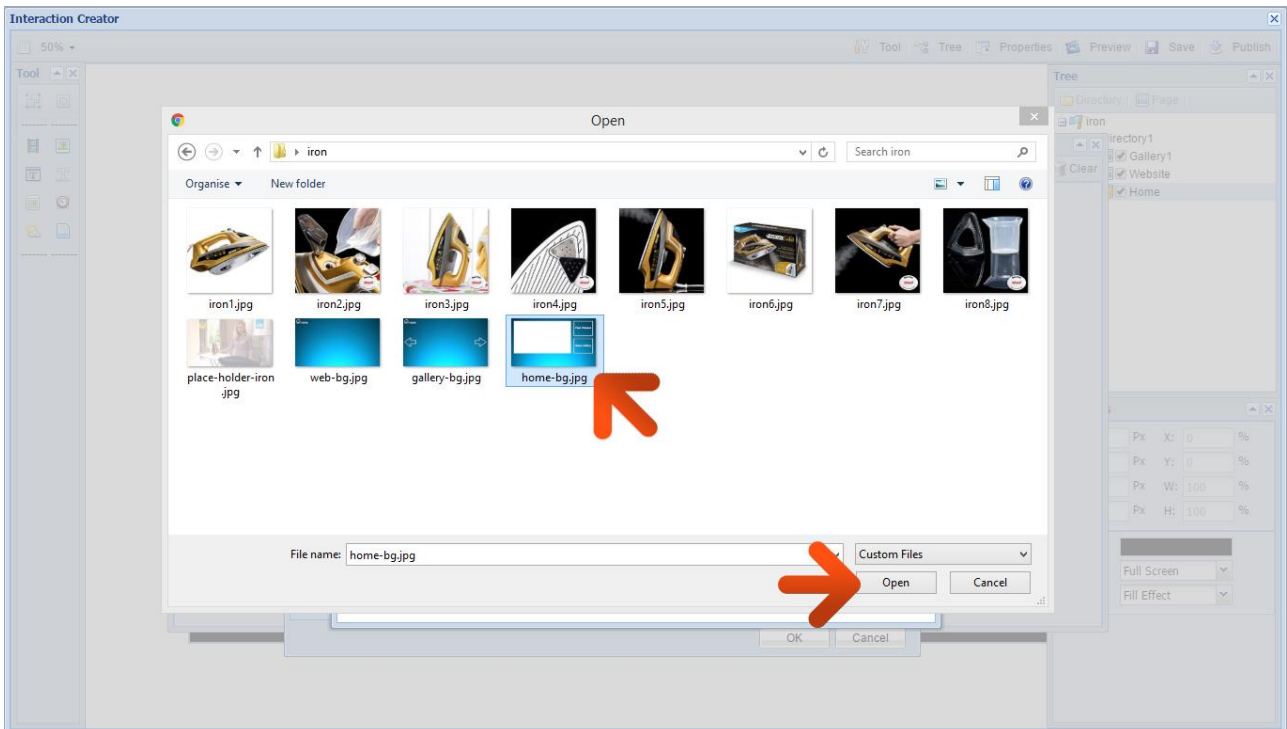 Interaction Creator
50%
Tool Tree Properties Preview Save Publish
Tool
Tree
Directory Page
iron
irectory1
Gallery1
Website
Home
Clear
Open
iron
Search iron
Organise
New folder
iron1.jpg iron2.jpg iron3.jpg iron4.jpg iron5.jpg iron6.jpg iron7.jpg iron8.jpg
place-holder-iron web-bg.jpg gallery-bg.jpg home-bg.jpg
.jpg
s
Px X: 0 %
Px Y: 0 %
Px W: 100 %
Px H: 100 %
File name: home-bg.jpg
Custom Files
Open Cancel
Full Screen
Fill Effect
OK Cancel